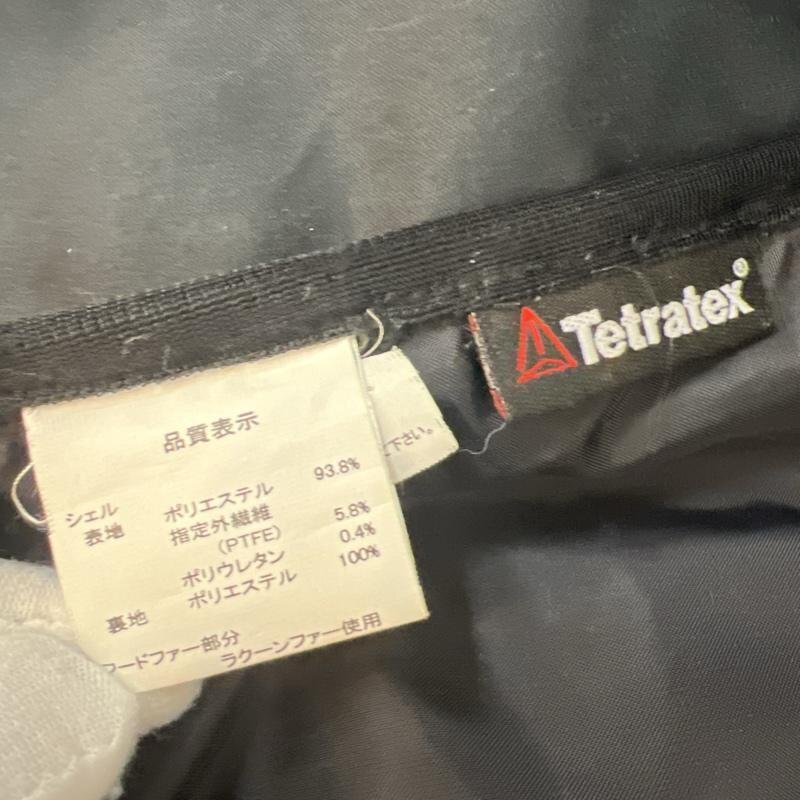 品質表示
シェル
表地 ポリエステル 93.8%
指定外繊維 5.8%
(PTFE)
ポリウレタン 0.4%
裏地 ポリエステル 100%
フードファー部分
ラクーンファー使用
下さい。
Tetratex®